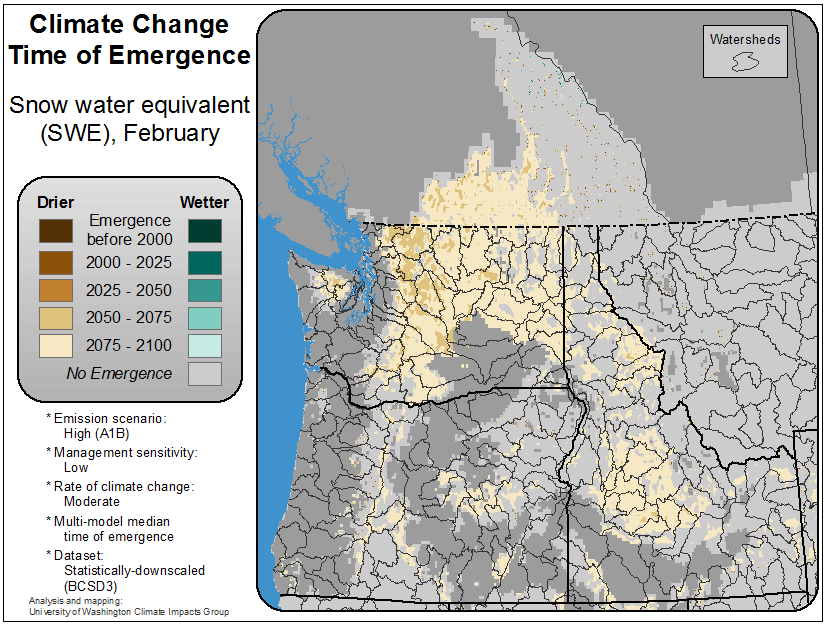 Climate Change
Time of Emergence
Snow water equivalent
(SWE), February
Watersheds
Drier
Wetter
Emergence
before 2000
2000 - 2025
2025 - 2050
2050 - 2075
2075 - 2100
No Emergence
* Emission scenario:
High (A1B)
* Management sensitivity:
Low
* Rate of climate change:
Moderate
* Multi-model median
time of emergence
* Dataset:
Statistically-downscaled
(BCSD3)
Analysis and mapping:
University of Washington Climate Impacts Group